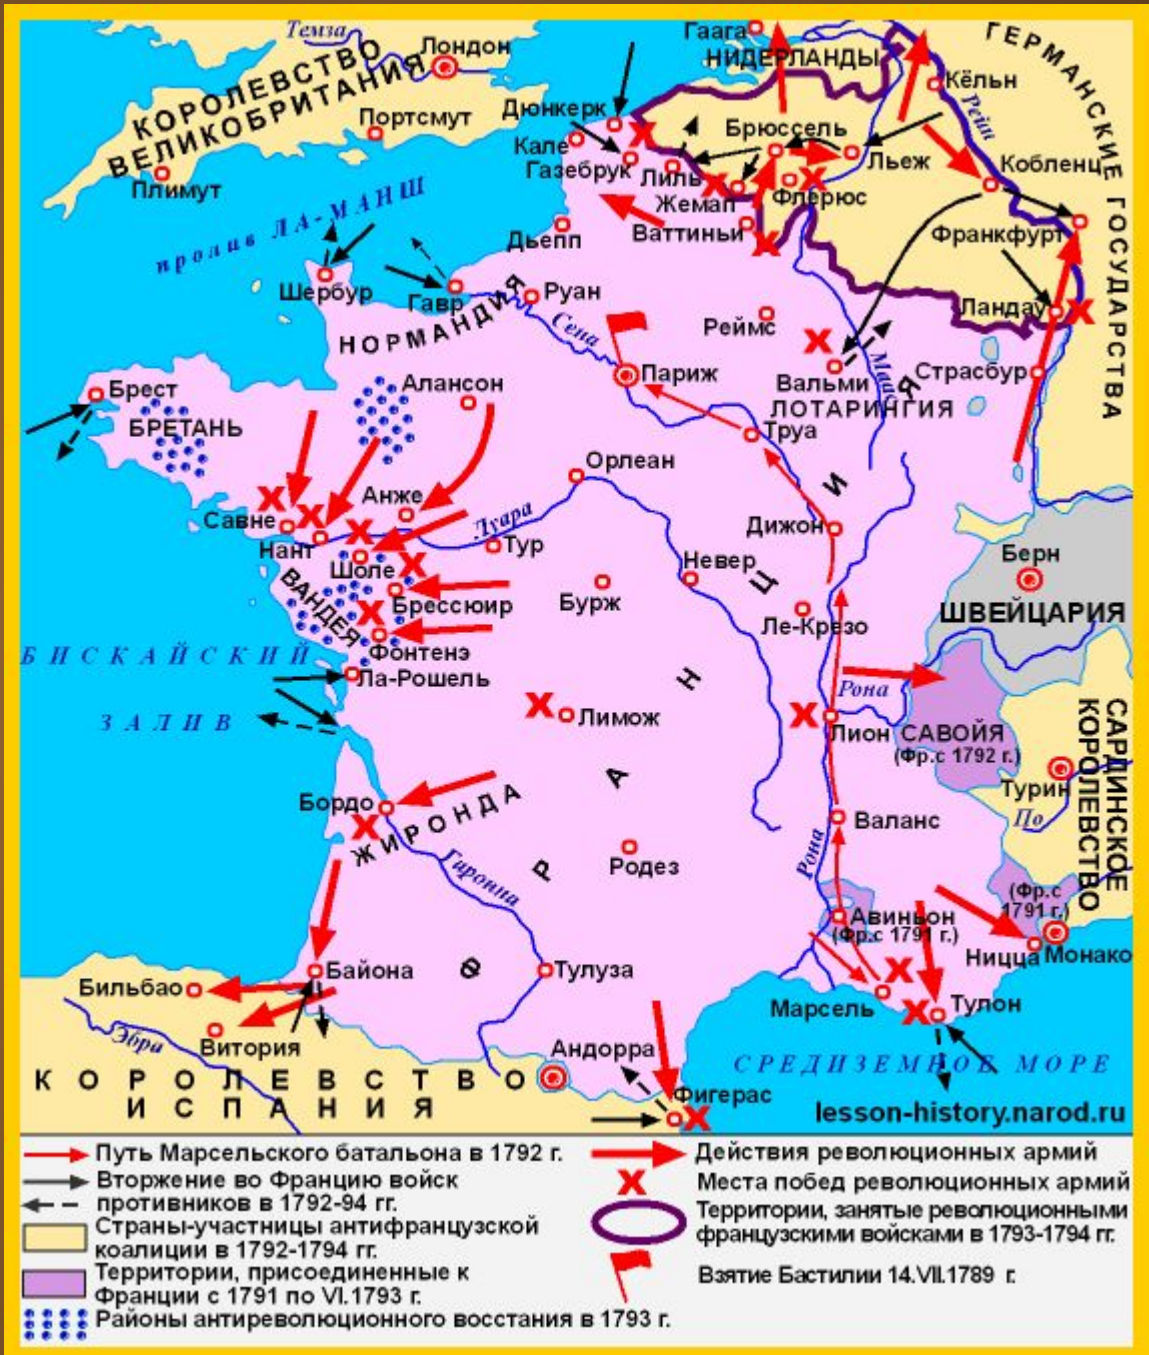 Темза
Лондон
КОРОЛЕВСТВО
ВЕЛИКОБРИТАНИЯ
Портсмут
Плимут
пролив ЛА-МАНШ
Гаага
НИДЕРЛАНДЫ
ГЕРМАНСКИЕ ГОСУДАРСТВА
Кёльн
Рейн
Дюнкерк
Кале
Газебрук
Брюссель
Льеж
Кобленц
Лиль
Жемап
Флерюс
Ваттиньи
Франкфурт
Дьепп
Шербур
Гавр
Руан
Ландау
НОРМАНДИЯ
Сена
Реймс
Маас
Париж
Вальми
Страсбур
ЛОТАРИНГИЯ
Брест
БРЕТАНЬ
Алансон
Труа
Орлеан
Анже
Савне
Луара
Дижон
Нант
Тур
Шоле
Невер
Берн
ВАНДЕЯ
Брессюир
Бурж
Ле-Крезо
ШВЕЙЦАРИЯ
Фонтенэ
БИСКАЙСКИЙ
ЗАЛИВ
Ла-Рошель
Рона
Лимож
Лион
САВОЙЯ
(Фр.с 1792 г.)
САРДИНСКОЕ
КОРОЛЕВСТВО
Турин
По
Бордо
ЖИРОНДА
Валанс
Гаронна
Родез
Рона
ФРАНЦИЯ
Авиньон
(Фр.с 1791 г.)
(Фр.с
1791 г.)
Ницца
Монако
Байона
Тулуза
Бильбао
Марсель
Тулон
Витория
Эбра
Андорра
СРЕДИЗЕМНОЕ МОРЕ
КОРОЛЕВСТВО
ИСПАНИЯ
Фигерас
lesson-history.narod.ru
Путь Марсельского батальона в 1792 г.
Вторжение во Францию войск
противников в 1792-94 гг.
Страны-участницы антифранцузской
коалиции в 1792-1794 гг.
Территории, присоединенные к
Франции с 1791 по VI.1793 г.
Районы антиреволюционного восстания в 1793 г.
Действия революционных армий
Места побед революционных армий
Территории, занятые революционными
французскими войсками в 1793-1794 гг.
Взятие Бастилии 14.VII.1789 г.